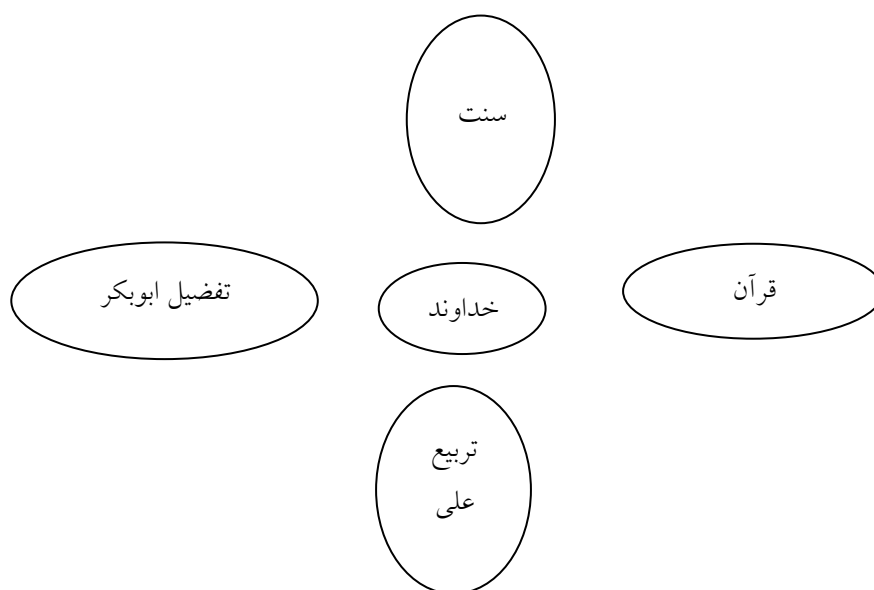 سنت
قرآن
خداوند
تفضیل ابوبکر
تربیع
علی